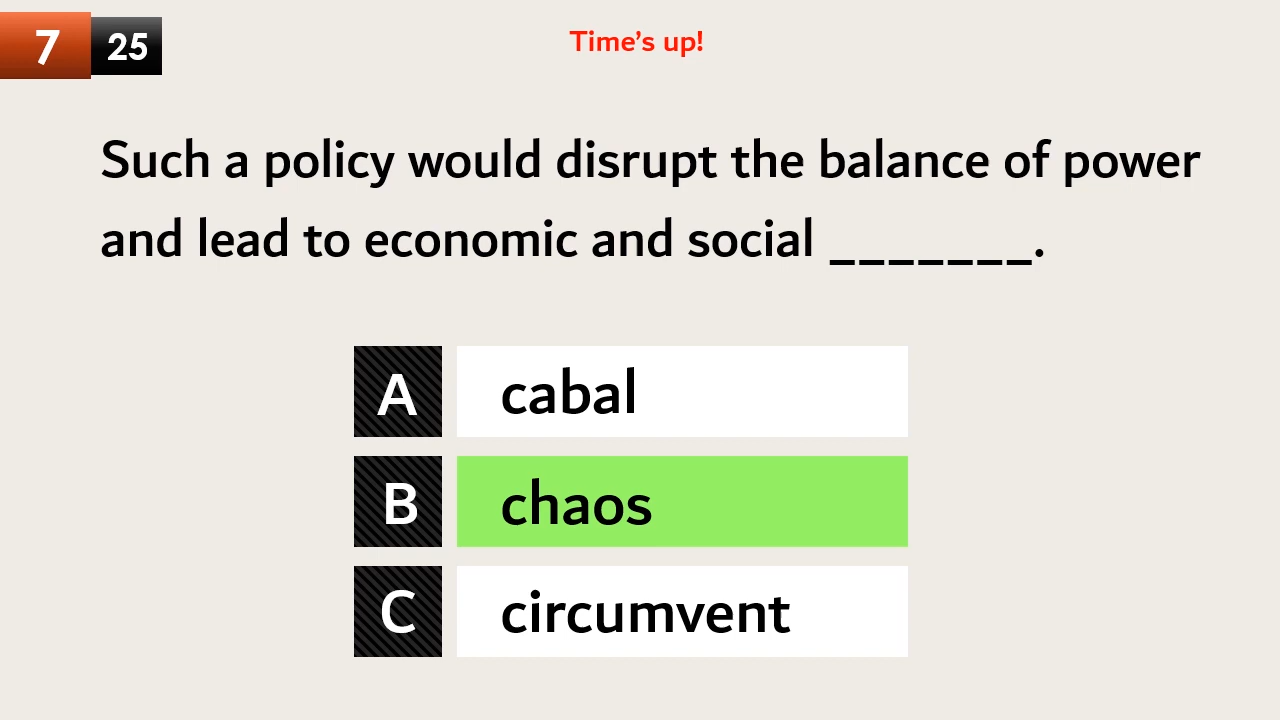 7 25
Time's up!
Such a policy would disrupt the balance of power
and lead to economic and social _______.
A cabal
B chaos
C circumvent